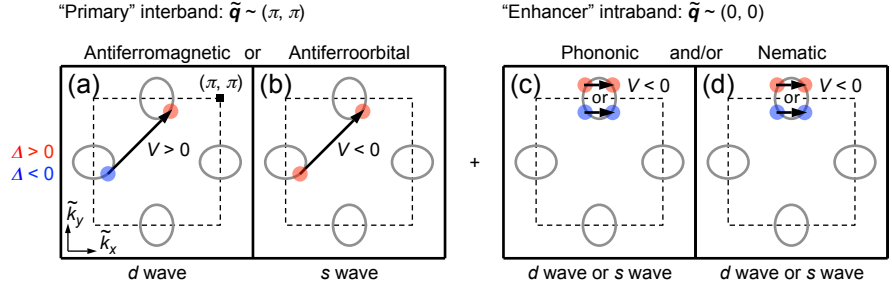 “Primary” interband: q̃ ~ (π, π)
“Enhancer” intraband: q̃ ~ (0, 0)
Antiferromagnetic or Antiferroorbital
Phononic and/or Nematic
(a)
(π, π)
V > 0
(b)
V < 0
Δ > 0
Δ < 0
k̃y
k̃x
+
(c)
or
V < 0
(d)
or
V < 0
d wave
s wave
d wave or s wave
d wave or s wave